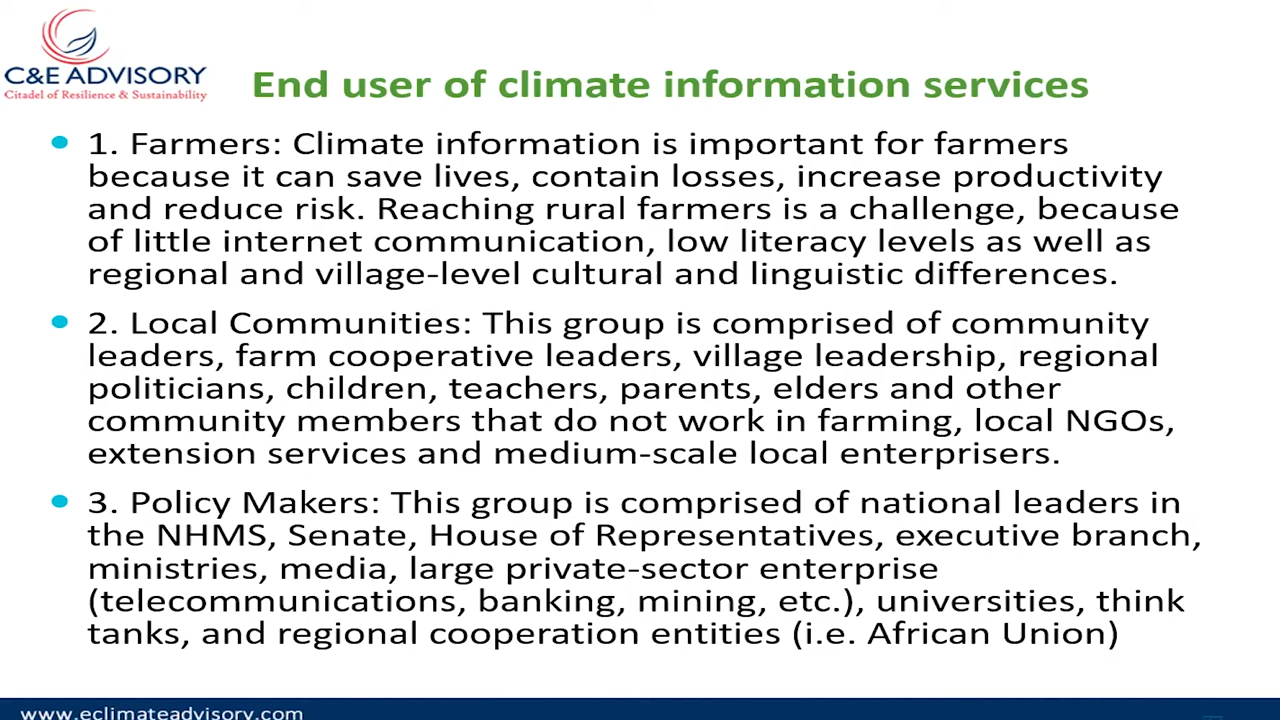 C&E ADVISORY
Citadel of Resilience & Sustainability
End user of climate information services
1. Farmers: Climate information is important for farmers
because it can save lives, contain losses, increase productivity
and reduce risk. Reaching rural farmers is a challenge, because
of little internet communication, low literacy levels as well as
regional and village-level cultural and linguistic differences.
2. Local Communities: This group is comprised of community
leaders, farm cooperative leaders, village leadership, regional
politicians, children, teachers, parents, elders and other
community members that do not work in farming, local NGOs,
extension services and medium-scale local enterprisers.
3. Policy Makers: This group is comprised of national leaders in
the NHMS, Senate, House of Representatives, executive branch,
ministries, media, large private-sector enterprise
(telecommunications, banking, mining, etc.), universities, think
tanks, and regional cooperation entities (i.e. African Union)
www.eclimateadvisory.com